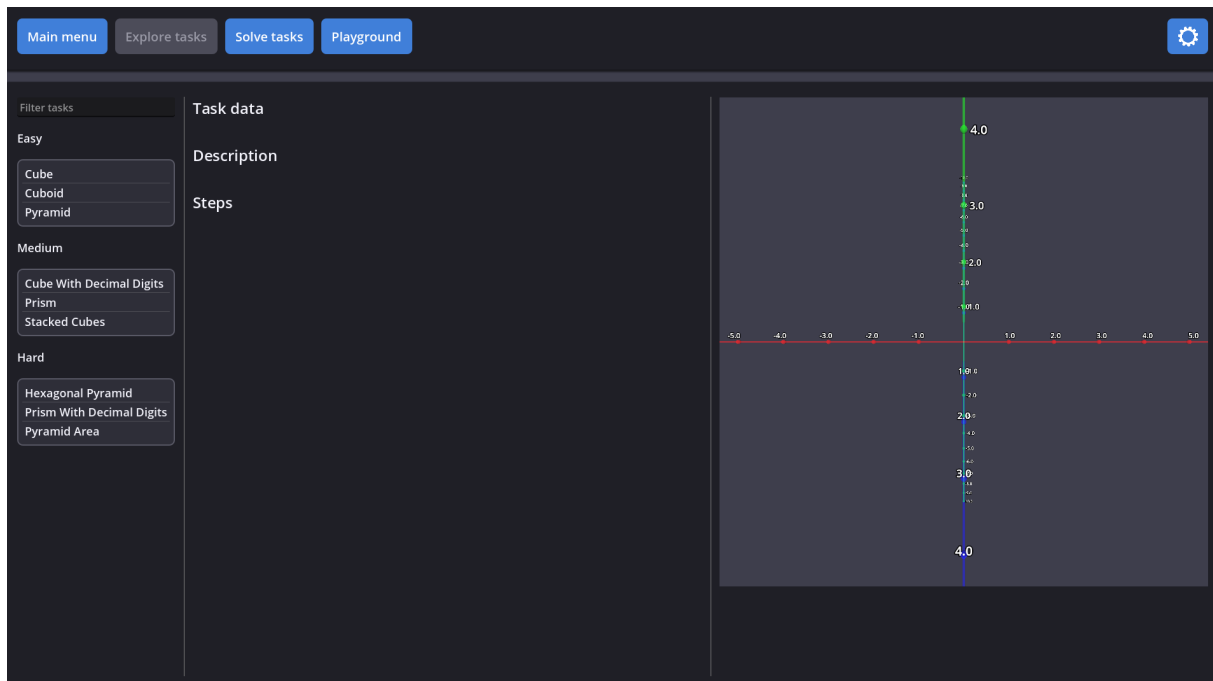 Main menu
Explore tasks
Solve tasks
Playground
Filter tasks
Easy
Cube
Cuboid
Pyramid
Medium
Cube With Decimal Digits
Prism
Stacked Cubes
Hard
Hexagonal Pyramid
Prism With Decimal Digits
Pyramid Area
Task data
Description
Steps
4.0
3.0
2.0
1.0
-5.0 -4.0 -3.0 -2.0 -1.0 1.0 2.0 3.0 4.0 5.0
1.0
2.0
3.0
4.0